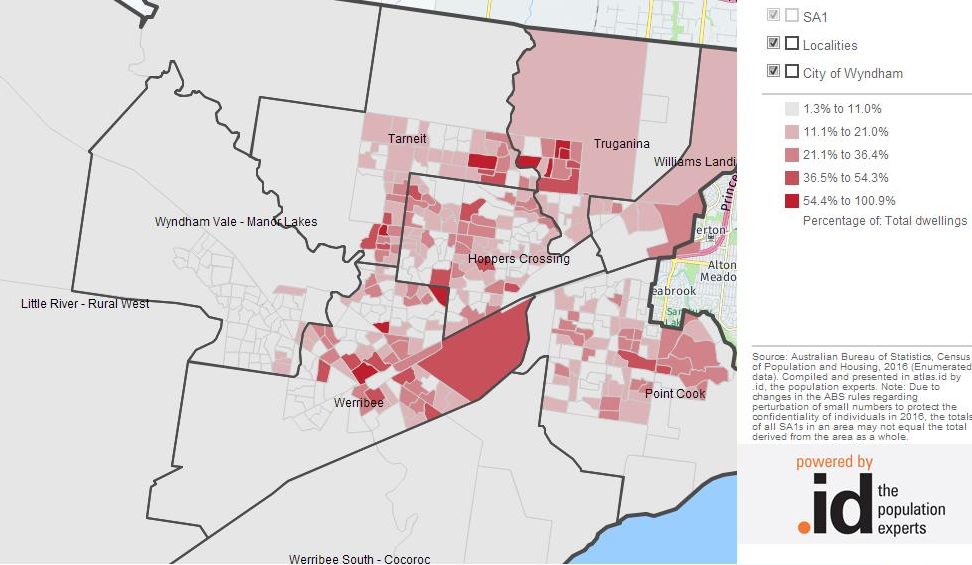 SA1
Localities
City of Wyndham
1.3% to 11.0%
11.1% to 21.0%
21.1% to 36.4%
36.5% to 54.3%
54.4% to 100.9%
Percentage of: Total dwellings
Tarneit
Truganina
Williams Landi
Prince
Wyndham Vale - Manor Lakes
erton
Hoppers Crossing
Alton
Meado
eabrook
Little River - Rural West
Point Cook
Werribee
Werribee South - Cocoroc
Source: Australian Bureau of Statistics, Census
of Population and Housing, 2016 (Enumerated
data). Compiled and presented in atlas.id by
.id, the population experts. Note: Due to
changes in the ABS rules regarding
perturbation of small numbers to protect the
confidentiality of individuals in 2016, the totals
of all SA1s in an area may not equal the total
derived from the area as a whole.
powered by
.id the
population
experts